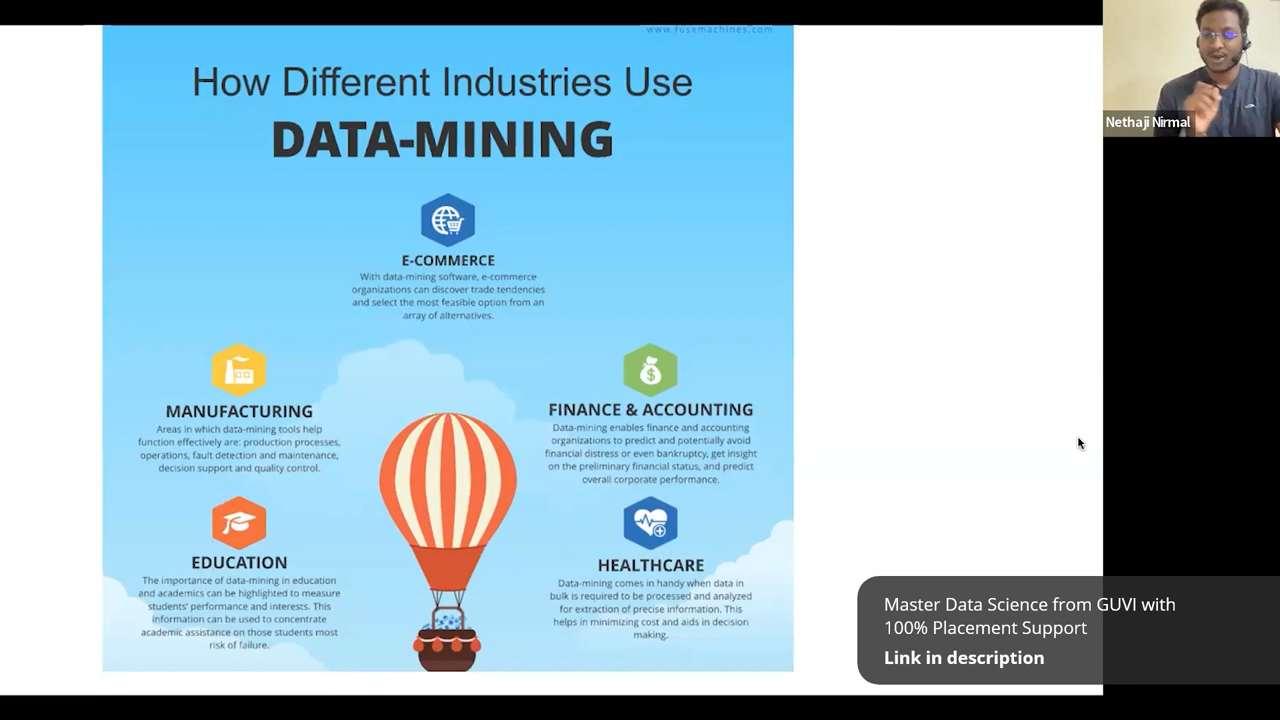 www.fusemachines.com
How Different Industries Use
DATA-MINING
E-COMMERCE
With data-mining software, e-commerce
organizations can discover trade tendencies
and select the most feasible option from an
array of alternatives.
MANUFACTURING
Areas in which data-mining tools help
function effectively are: production processes,
operations, fault detection and maintenance,
decision support and quality control.
FINANCE & ACCOUNTING
Data-mining enables finance and accounting
organizations to predict and potentially avoid
financial distress or even bankruptcy, get insight
on the preliminary financial status, and predict
overall corporate performance.
EDUCATION
The importance of data-mining in education
and academics can be highlighted to measure
students' performance and interests. This
information can be used to concentrate
academic assistance on those students most
risk of failure.
HEALTHCARE
Data-mining comes in handy when data in
bulk is required to be processed and analyzed
for extraction of precise information. This
helps in minimizing cost and aids in decision
making.
Nethaji Nirmal
Master Data Science from GUVI with
100% Placement Support
Link in description